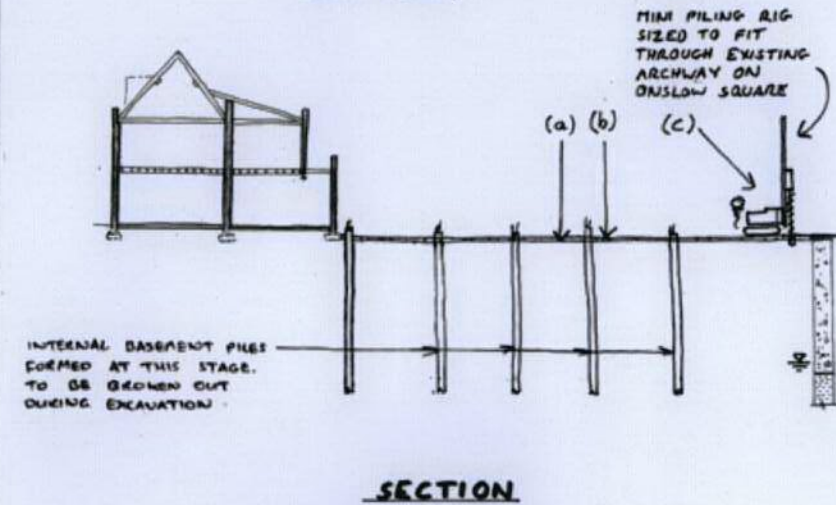 MINI PILING RIG
SIZED TO FIT
THROUGH EXISTING
ARCHWAY ON
ONSLOW SQUARE
(a) (b) (c)
INTERNAL BASEMENT PILES
FORMED AT THIS STAGE.
TO BE BROKEN OUT
DURING EXCAVATION.
SECTION